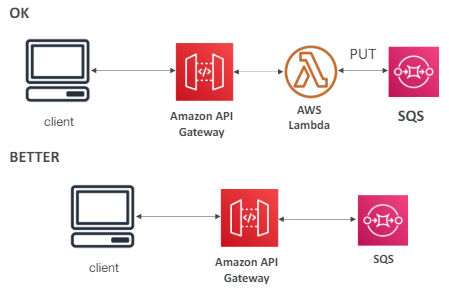 OK
PUT
client
Amazon API
Gateway
AWS
Lambda
SQS
BETTER
client
Amazon API
Gateway
SQS